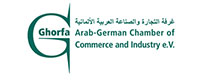 غرفة التجارة والصناعة العربية الألمانية
Ghorfa Arab-German Chamber of
Commerce and Industry e.V.